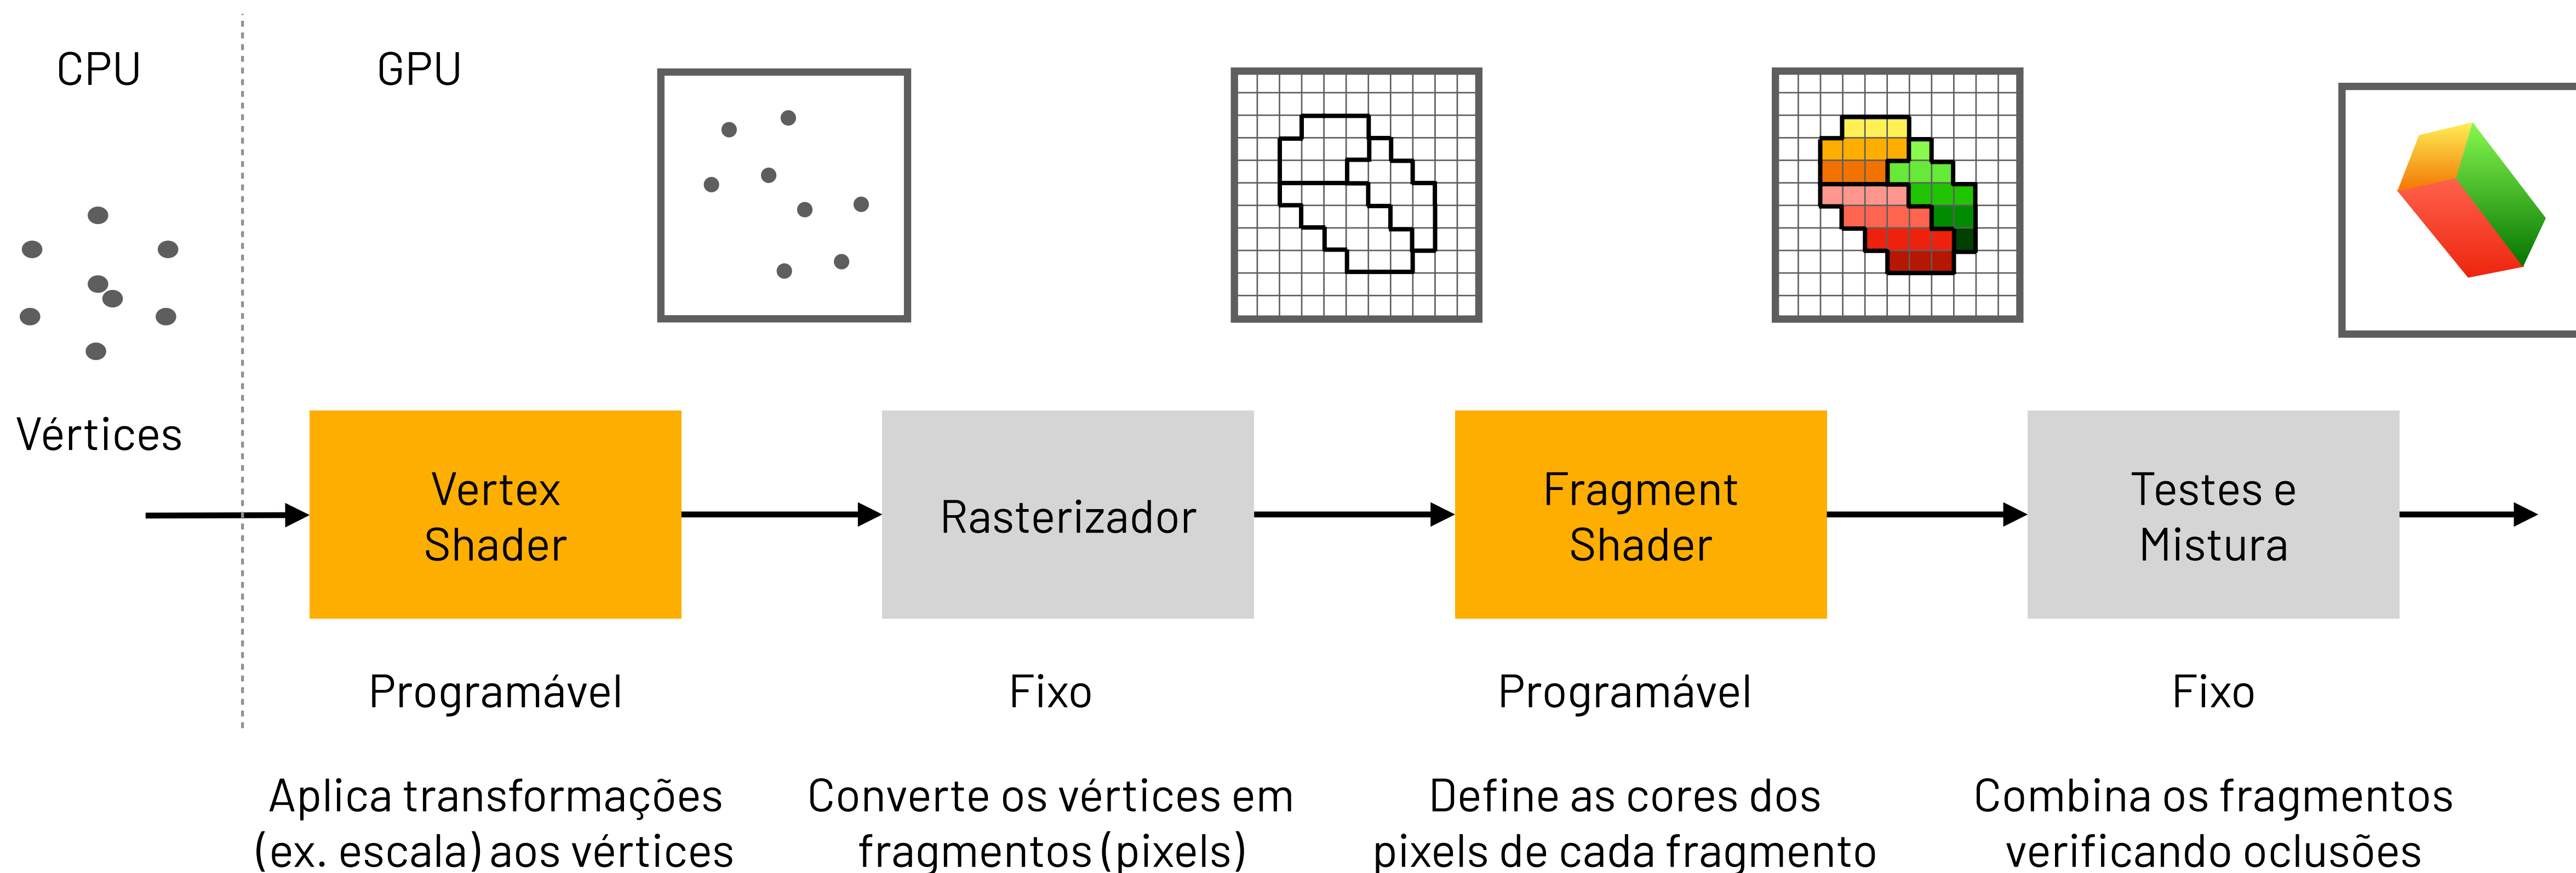 CPU
GPU
Vértices
Vertex
Shader
Rasterizador
Fragment
Shader
Testes e
Mistura
Programável
Fixo
Programável
Fixo
Aplica transformações
(ex. escala) aos vértices
Converte os vértices em
fragmentos (pixels)
Define as cores dos
pixels de cada fragmento
Combina os fragmentos
verificando oclusões